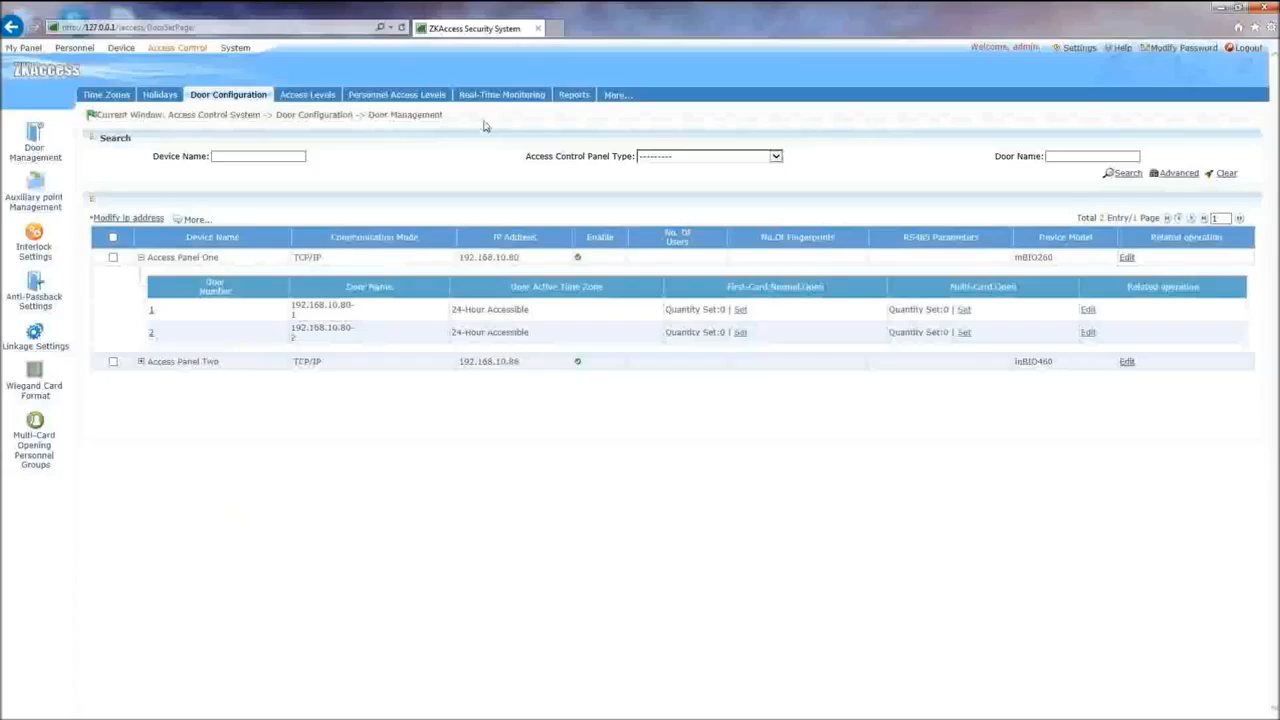 127.0.0.1
ZKAccess Security System
My Panel Personnel Device Access Control System
Welcome, admin. Settings Help Modify Password Logout
ZKAccess
Time Zones Holidays Door Configuration Access Levels Personnel Access Levels Real-Time Monitoring Reports More...
Current Window: Access Control System -> Door Configuration -> Door Management
Search
Device Name: Access Control Panel Type: --------- Door Name:
Search Advanced Clear
*Modify ip address More... Total 2 Entry/1 Page 1
Device Name Communication Mode IP Address Enable No. Of Users No.Of Fingerprints RS485 Parameters Device Model Related operation
Access Panel One TCP/IP 192.168.10.80 Edit
Door Number Door Name Door Active Time Zone First-Card Normal Open Multi-Card Open Related operation
1 192.168.10.80-1 24-Hour Accessible Quantity Set:0 | Set Quantity Set:0 | Set Edit
2 192.168.10.80-2 24-Hour Accessible Quantity Set:0 | Set Quantity Set:0 | Set Edit
Access Panel Two TCP/IP 192.168.10.86 inBIO460 Edit
Door
Management
Auxiliary point
Management
Interlock
Settings
Anti-Passback
Settings
Linkage Settings
Wiegand Card
Format
Multi-Card
Opening
Personnel
Groups